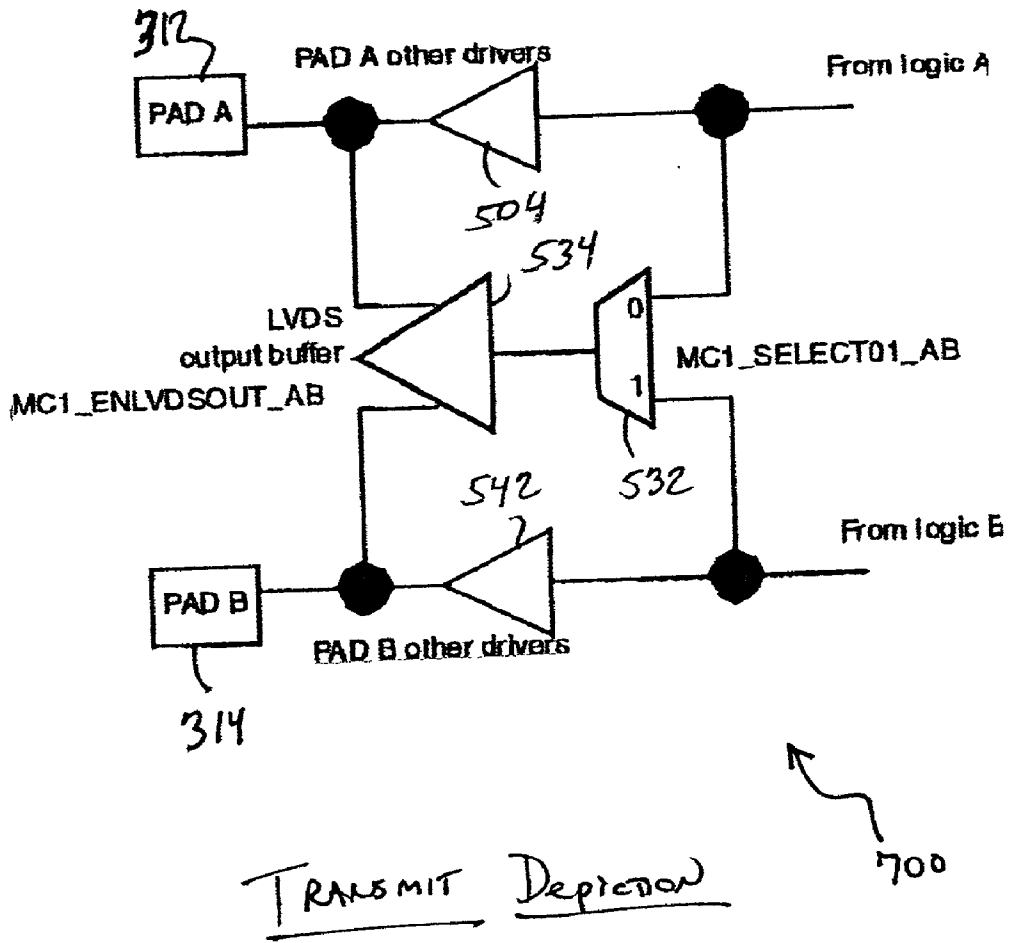 312
PAD A other drivers
From logic A
PAD A
504
534
LVDS
output buffer
MC1_ENLVDSOUT_AB
0
1
MC1_SELECT01_AB
532
542
From logic B
PAD B
PAD B other drivers
314
700
TRANSMIT DEPICTION